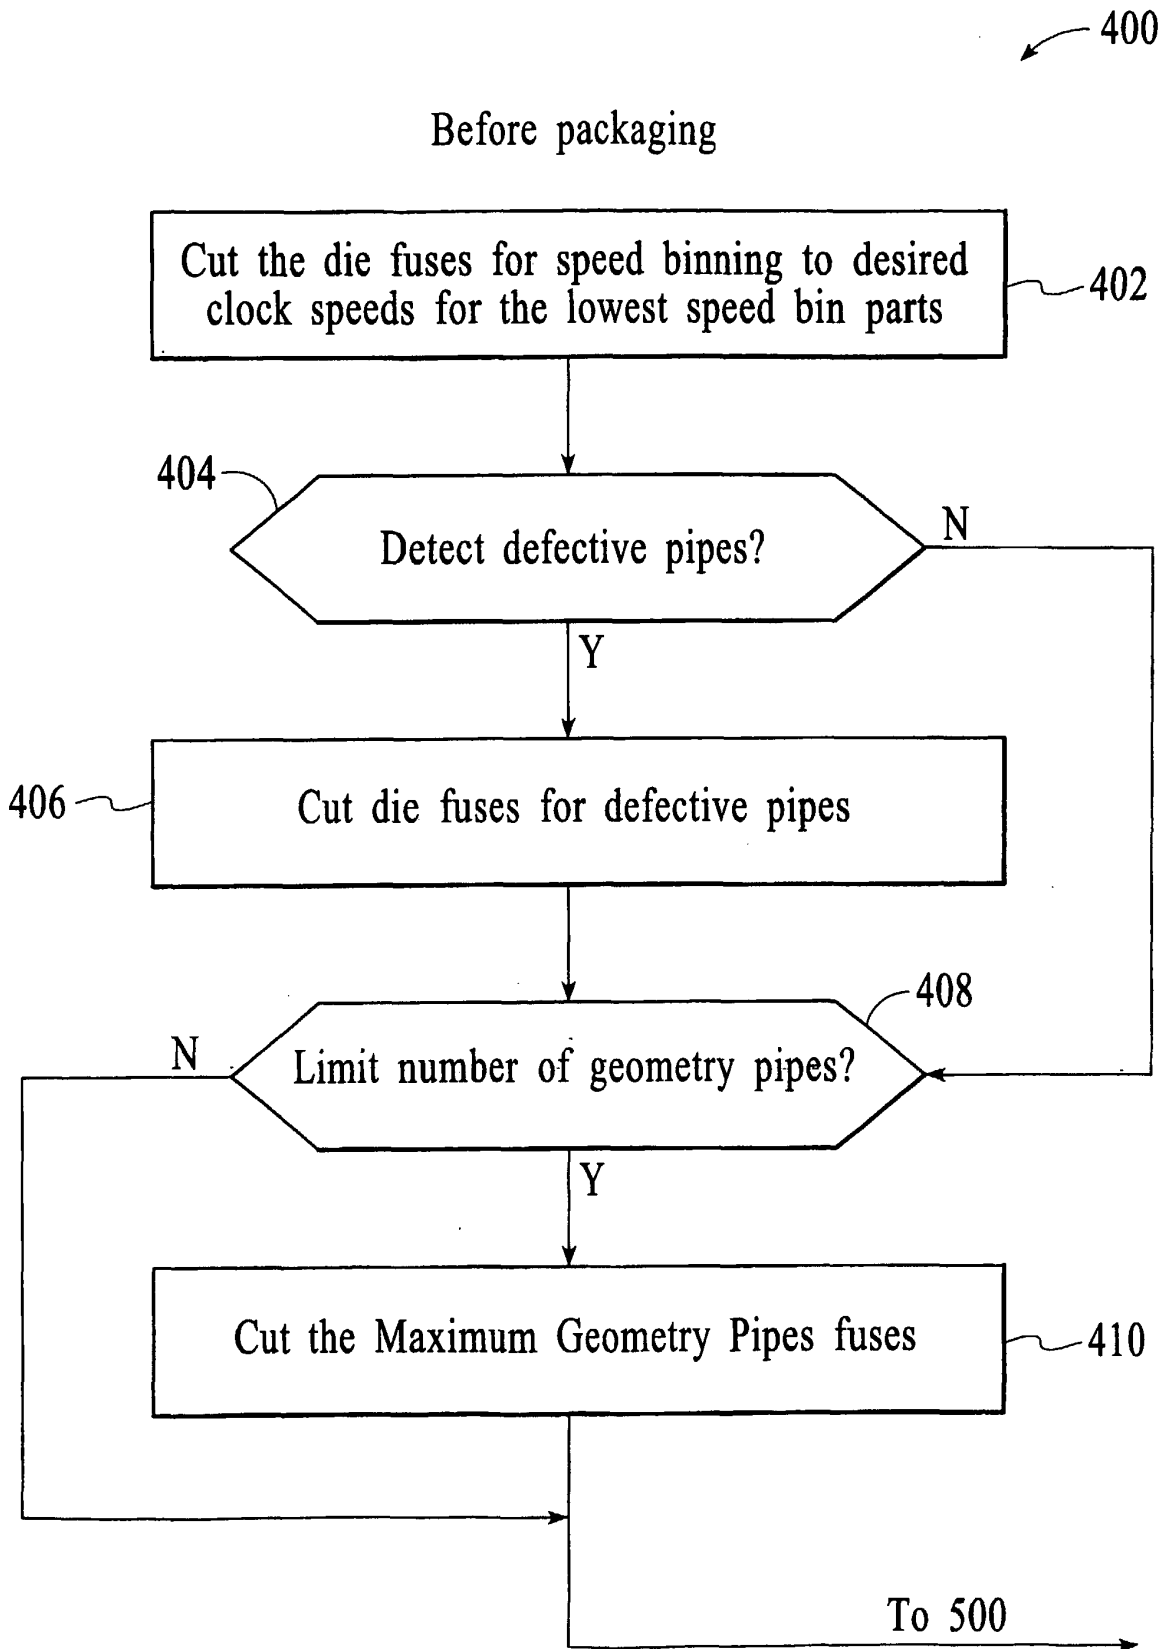 400
Before packaging
Cut the die fuses for speed binning to desired
clock speeds for the lowest speed bin parts
402
404
Detect defective pipes?
N
Y
406
Cut die fuses for defective pipes
408
N
Limit number of geometry pipes?
Y
Cut the Maximum Geometry Pipes fuses
410
To 500